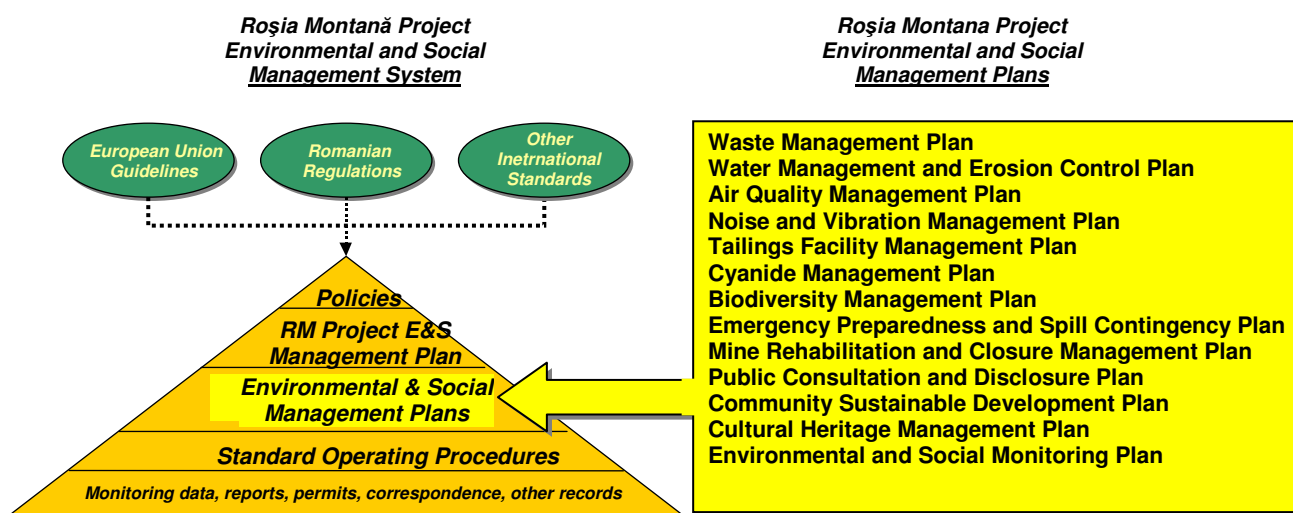 Roşia Montană Project
Environmental and Social
Management System
European Union
Guidelines
Romanian
Regulations
Other
Inetrnational
Standards
Policies
RM Project E&S
Management Plan
Environmental & Social
Management Plans
Standard Operating Procedures
Monitoring data, reports, permits, correspondence, other records
Roşia Montana Project
Environmental and Social
Management Plans
Waste Management Plan
Water Management and Erosion Control Plan
Air Quality Management Plan
Noise and Vibration Management Plan
Tailings Facility Management Plan
Cyanide Management Plan
Biodiversity Management Plan
Emergency Preparedness and Spill Contingency Plan
Mine Rehabilitation and Closure Management Plan
Public Consultation and Disclosure Plan
Community Sustainable Development Plan
Cultural Heritage Management Plan
Environmental and Social Monitoring Plan